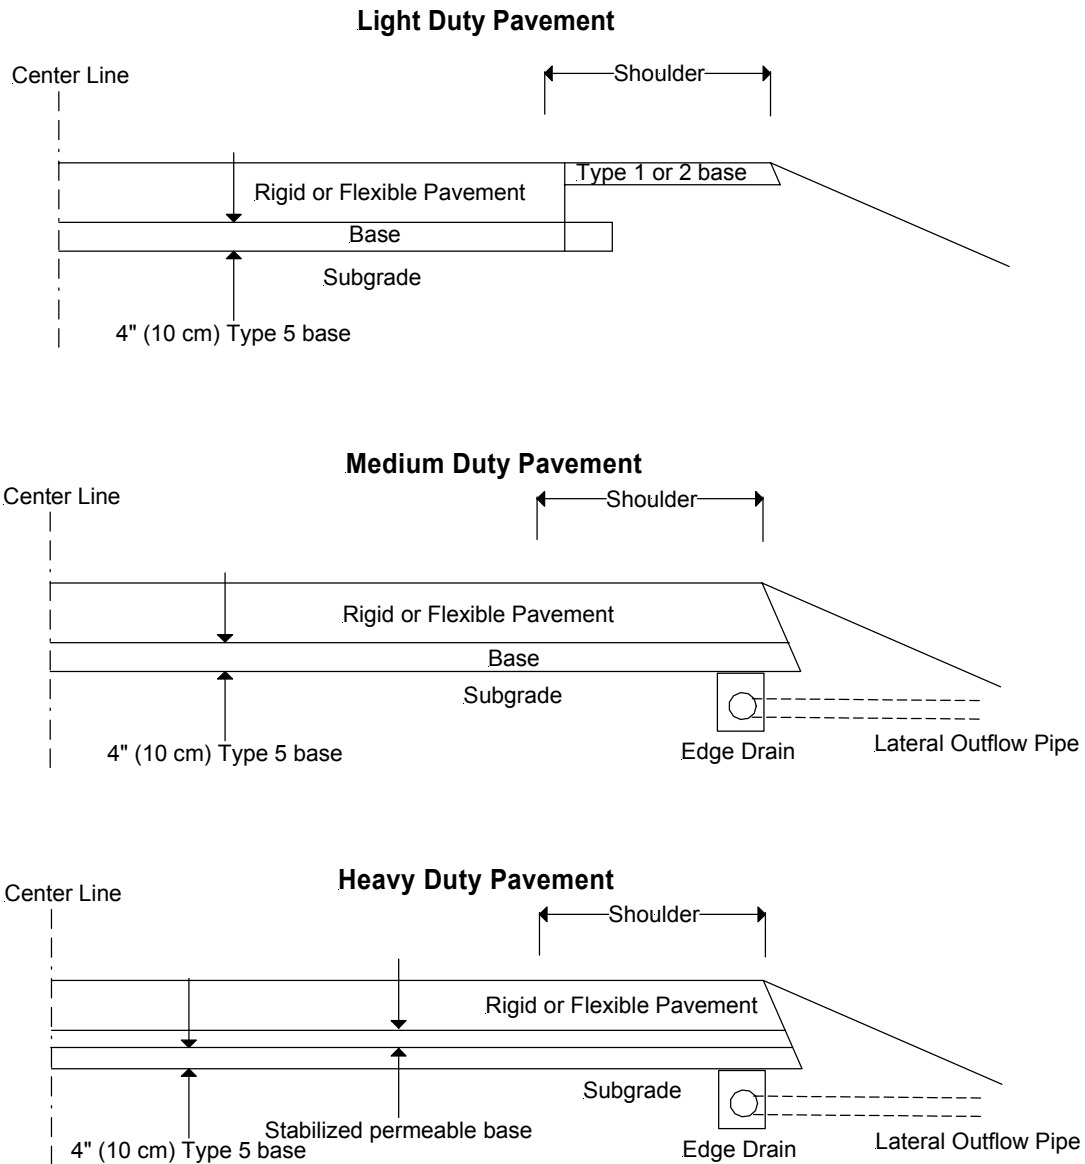 Light Duty Pavement
Center Line
Shoulder
Type 1 or 2 base
Rigid or Flexible Pavement
Base
Subgrade
4" (10 cm) Type 5 base
Medium Duty Pavement
Center Line
Shoulder
Rigid or Flexible Pavement
Base
Subgrade
Edge Drain
Lateral Outflow Pipe
4" (10 cm) Type 5 base
Heavy Duty Pavement
Center Line
Shoulder
Rigid or Flexible Pavement
Subgrade
Stabilized permeable base
Edge Drain
Lateral Outflow Pipe
4" (10 cm) Type 5 base